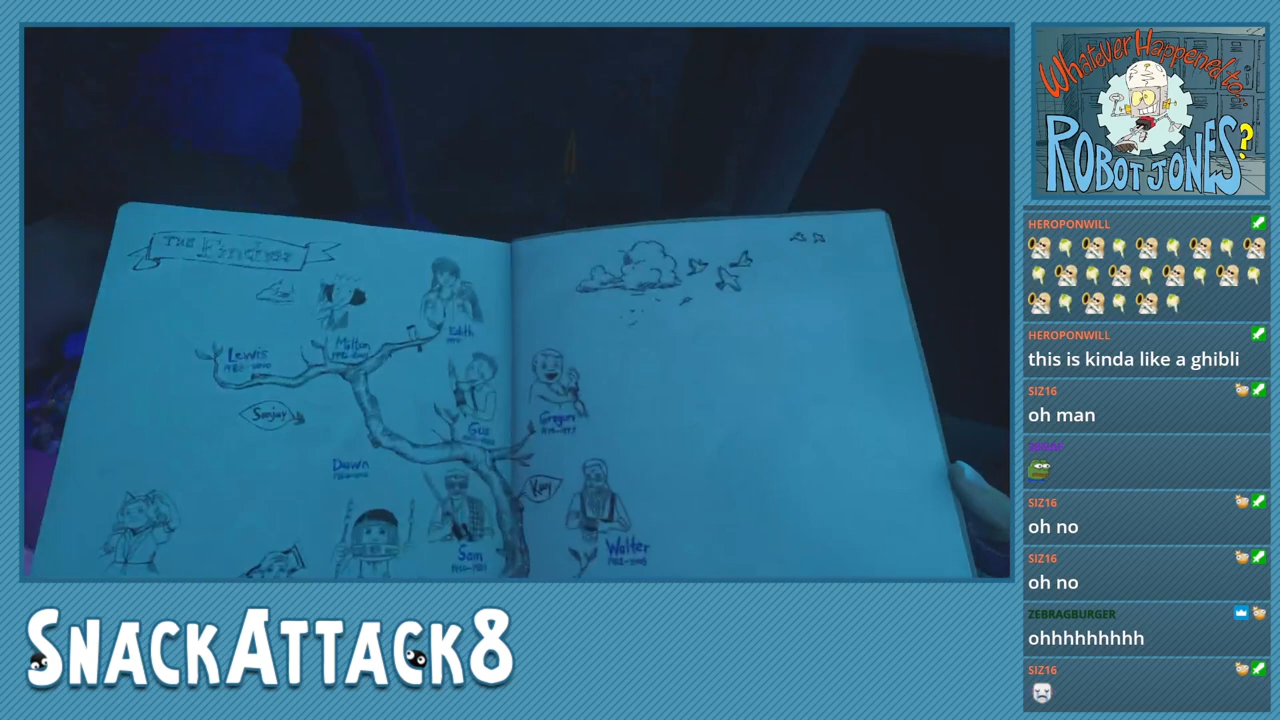 THE Finches
Edith
Milton
Lewis
Sanjay
Gus
Gregory
Dawn
Kay
Sam
Walter
Whatever Happened to..
ROBOT JONES?
HEROPONWILL
HEROPONWILL
this is kinda like a ghibli
SIZ16
oh man
SIZ16
oh no
SIZ16
oh no
ZEBRAGBURGER
ohhhhhhhhh
SIZ16
SNACKATTACK8